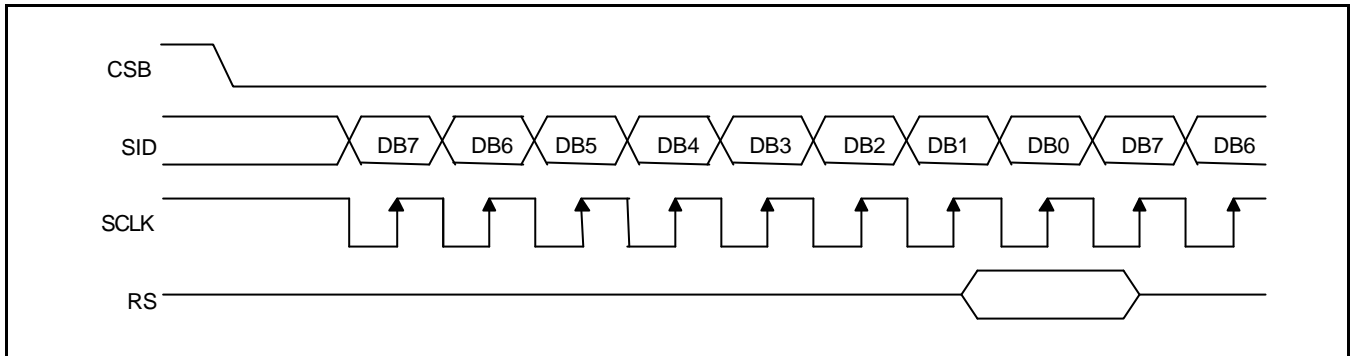 CSB
SID DB7 DB6 DB5 DB4 DB3 DB2 DB1 DB0 DB7 DB6
SCLK
RS